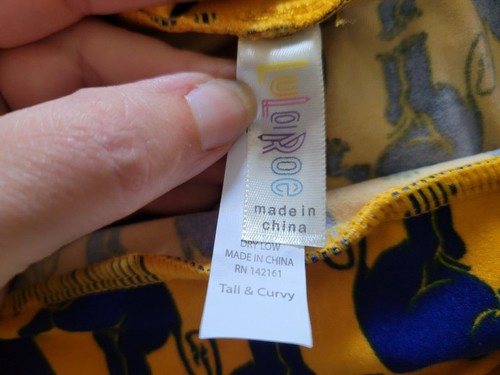 LuLaRoe
made in
china
DRY LOW
MADE IN CHINA
RN 142161
Tall & Curvy